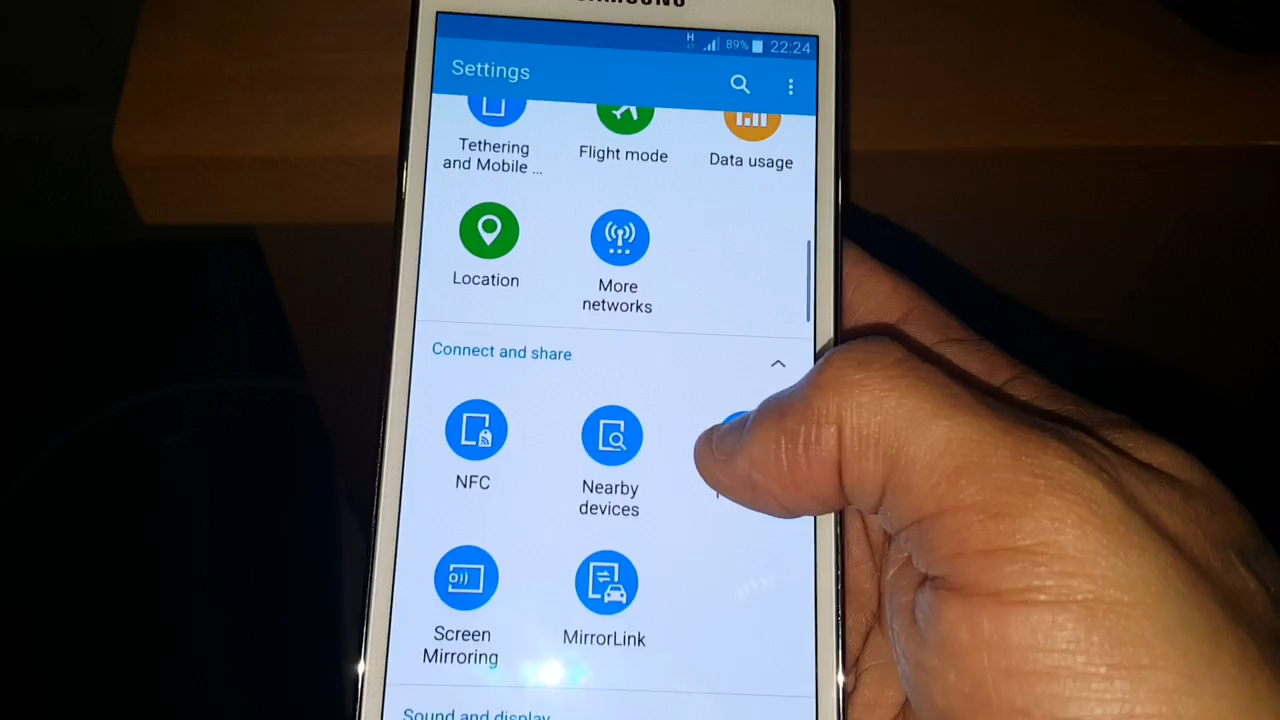 SAMSUNG
H 89% 22:24
Settings
Tethering
and Mobile ...
Flight mode
Data usage
Location
More
networks
Connect and share
NFC
Nearby
devices
Screen
Mirroring
MirrorLink
Sound and display